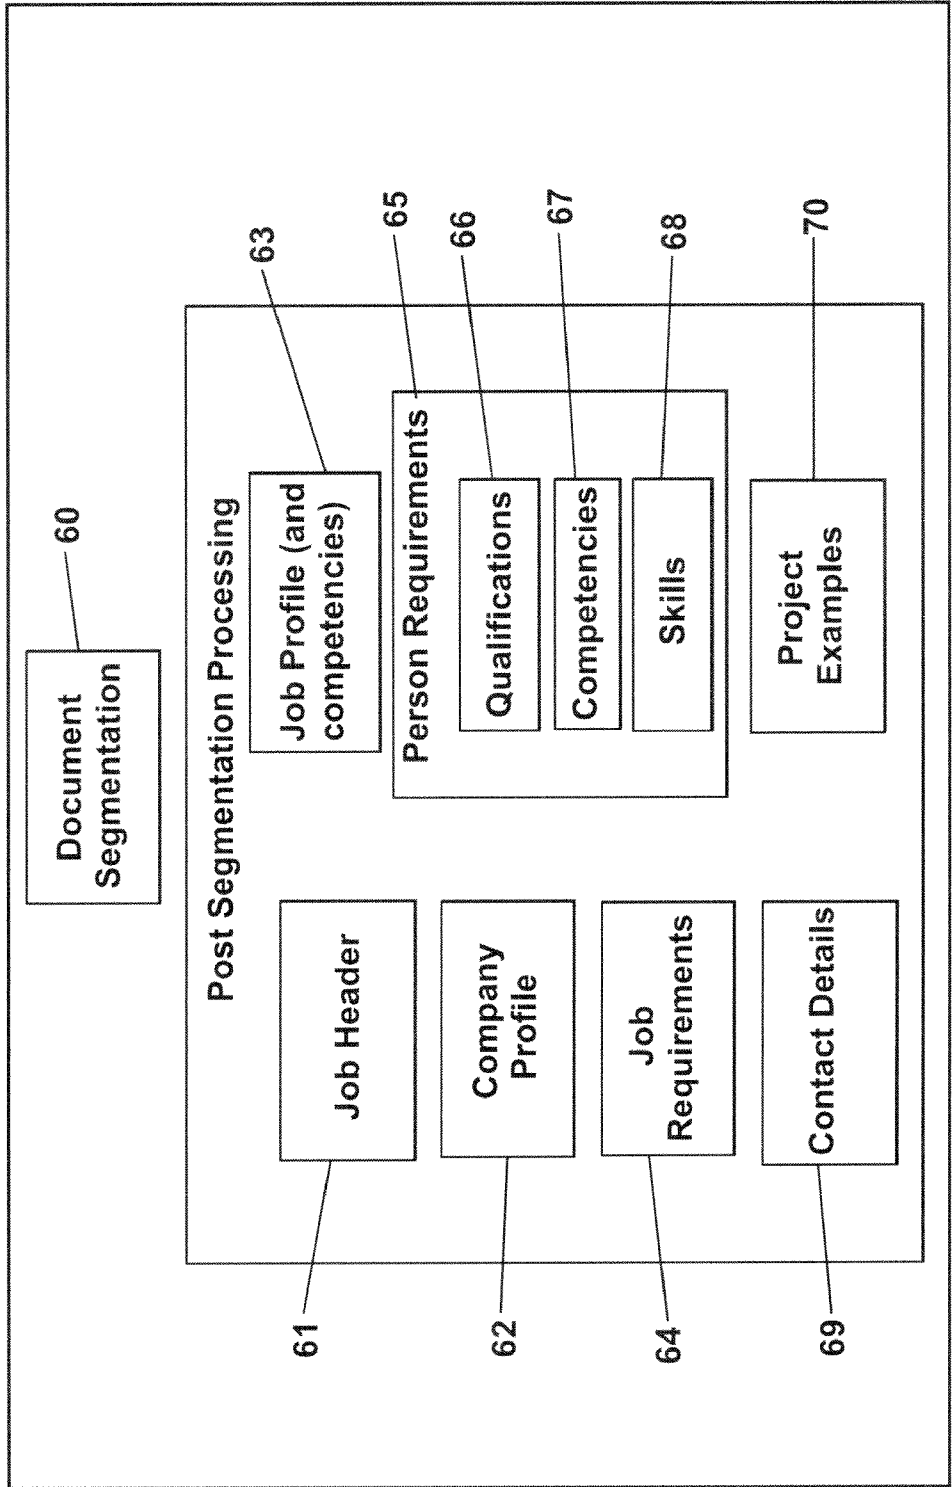 Document
Segmentation
60
Post Segmentation Processing
61
Job Header
Job Profile (and
competencies)
63
62
Company
Profile
Person Requirements
65
Qualifications
66
Competencies
67
Skills
68
64
Job
Requirements
69
Contact Details
Project
Examples
70